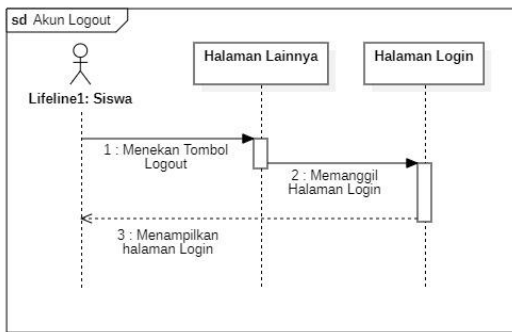 sd Akun Logout
Halaman Lainnya
Halaman Login
Lifeline1: Siswa
1 : Menekan Tombol
Logout
2 : Memanggil
Halaman Login
3 : Menampilkan
halaman Login